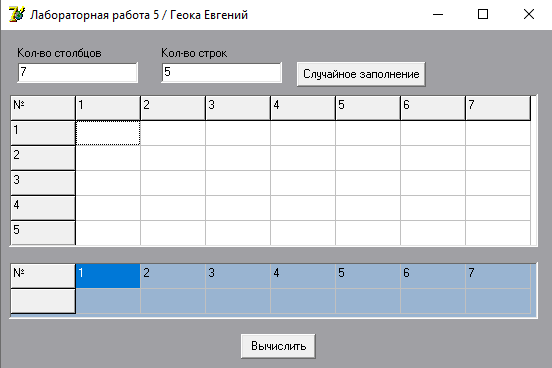 Лабораторная работа 5 / Геока Евгений
Кол-во столбцов Кол-во строк
7 5 Случайное заполнение
№ 1 2 3 4 5 6 7
1
2
3
4
5
№ 1 2 3 4 5 6 7
Вычислить